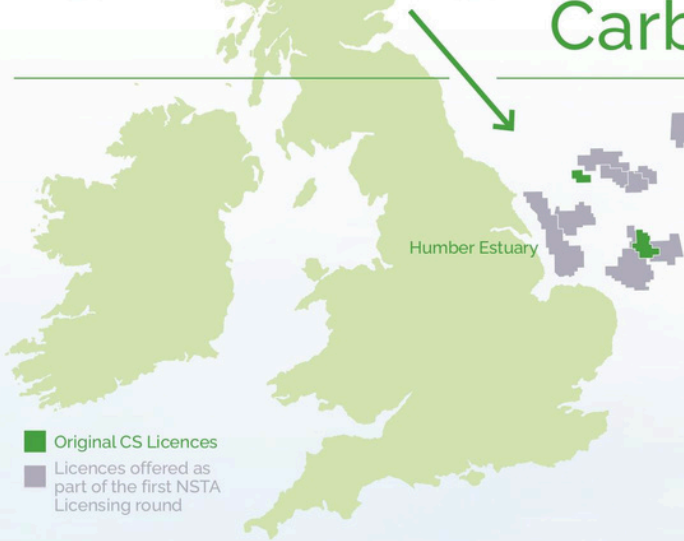 Carb
Humber Estuary
Original CS Licences
Licences offered as
part of the first NSTA
Licensing round